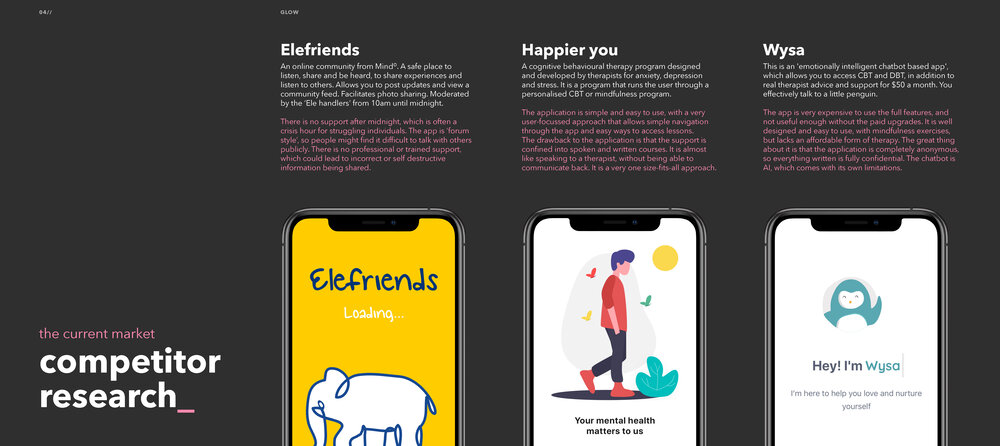 04//
GLOW
the current market
competitor
research_
Elefriends
An online community from Mind©. A safe place to
listen, share and be heard, to share experiences and
listen to others. Allows you to post updates and view a
community feed. Facilitates photo sharing. Moderated
by the 'Ele handlers' from 10am until midnight.
There is no support after midnight, which is often a
crisis hour for struggling individuals. The app is 'forum
style', so people might find it difficult to talk with others
publicly. There is no professional or trained support,
which could lead to incorrect or self destructive
information being shared.
Elefriends
Loading...
Happier you
A cognitive behavioural therapy program designed
and developed by therapists for anxiety, depression
and stress. It is a program that runs the user through a
personalised CBT or mindfulness program.
The application is simple and easy to use, with a very
user-focussed approach that allows simple navigation
through the app and easy ways to access lessons.
The drawback to the application is that the support is
confined into spoken and written courses. It is almost
like speaking to a therapist, without being able to
communicate back. It is a very one size-fits-all approach.
Your mental health
matters to us
Wysa
This is an 'emotionally intelligent chatbot based app',
which allows you to access CBT and DBT, in addition to
real therapist advice and support for $50 a month. You
effectively talk to a little penguin.
The app is very expensive to use the full features, and
not useful enough without the paid upgrades. It is well
designed and easy to use, with mindfulness exercises,
but lacks an affordable form of therapy. The great thing
about it is that the application is completely anonymous,
so everything written is fully confidential. The chatbot is
AI, which comes with its own limitations.
Hey! I'm Wysa
I'm here to help you love and nurture
yourself